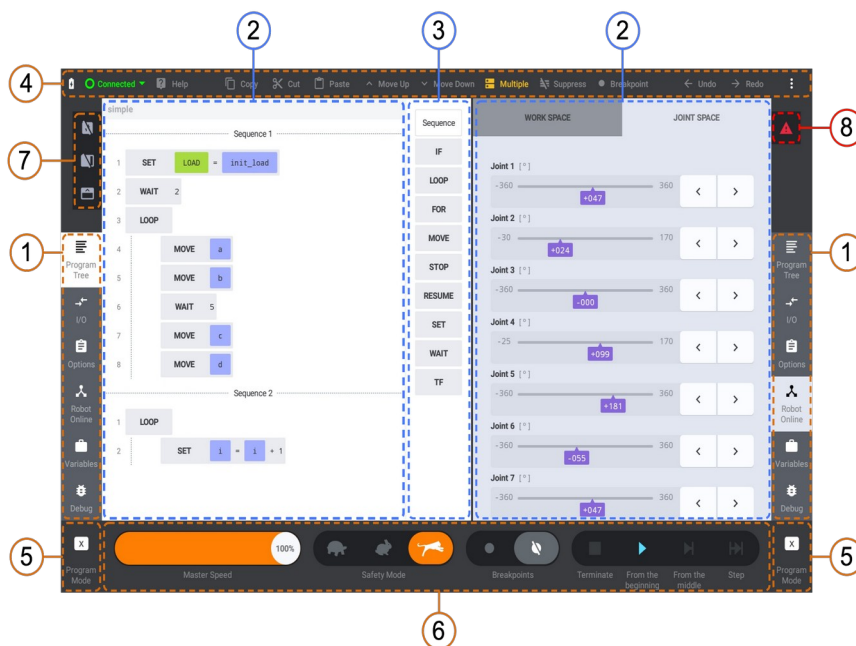 2
3
2
4
Connected
Help
Copy
Cut
Paste
Move Up
Move Down
Multiple
Suppress
Breakpoint
Undo
Redo
7
8
simple
Sequence 1
1 SET LOAD = init_load
2 WAIT 2
3 LOOP
4 MOVE a
5 MOVE b
6 WAIT 5
7 MOVE c
8 MOVE d
Sequence 2
1 LOOP
2 SET i = i + 1
Sequence
IF
LOOP
FOR
MOVE
STOP
RESUME
SET
WAIT
TF
WORK SPACE
JOINT SPACE
Joint 1 [°]
-360 360
+047
Joint 2 [°]
-30 170
+024
Joint 3 [°]
-360 360
-000
Joint 4 [°]
-25 170
+099
Joint 5 [°]
-360 360
+181
Joint 6 [°]
-360 360
-055
Joint 7 [°]
-360 360
+047
1
Program
Tree
I/O
Options
Robot
Online
Variables
Debug
1
Program
Tree
I/O
Options
Robot
Online
Variables
Debug
5
X
Program
Mode
100%
Master Speed
Safety Mode
Breakpoints
Terminate
From the
beginning
From the
middle
Step
X
Program
Mode
5
6